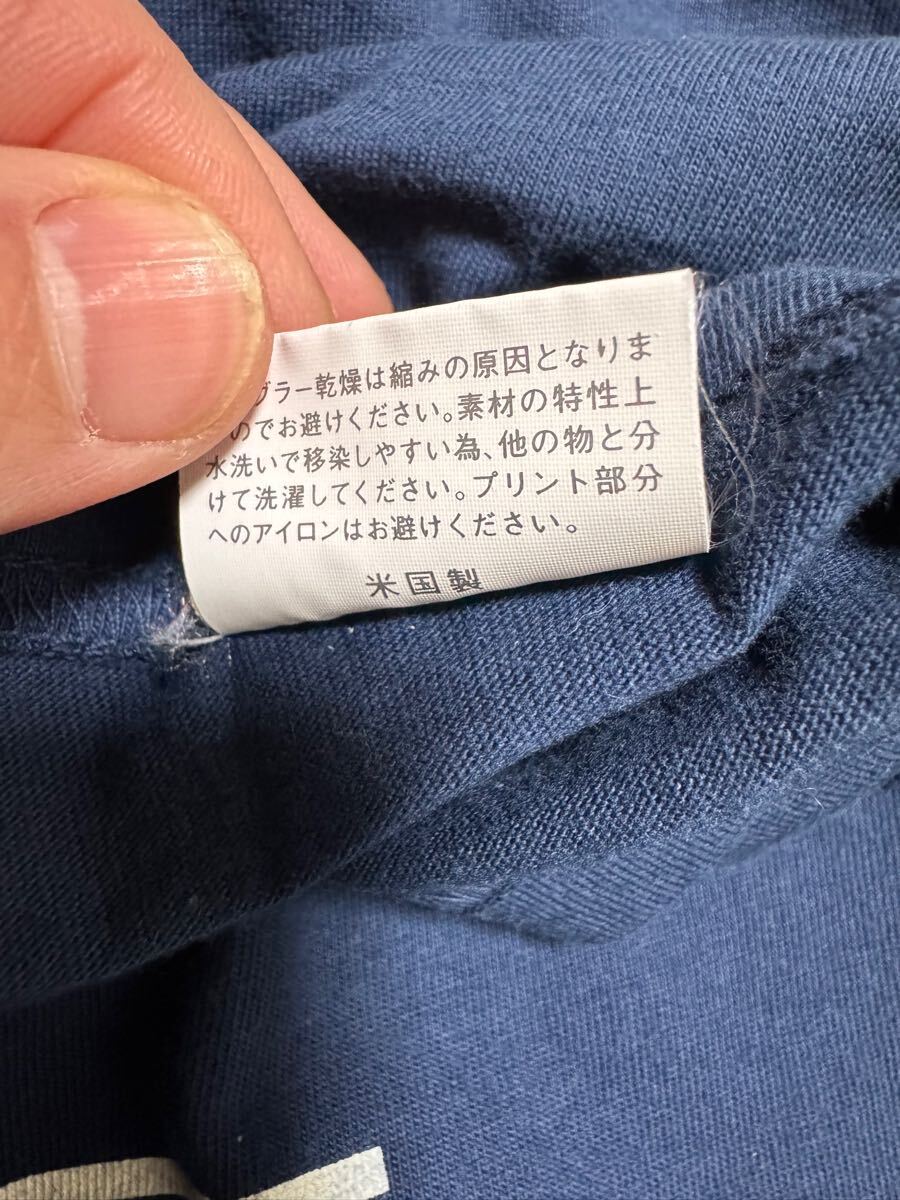 ブラー乾燥は縮みの原因となりま
のでお避けください。素材の特性上
水洗いで移染しやすい為、他の物と分
けて洗濯してください。プリント部分
へのアイロンはお避けください。
米国製